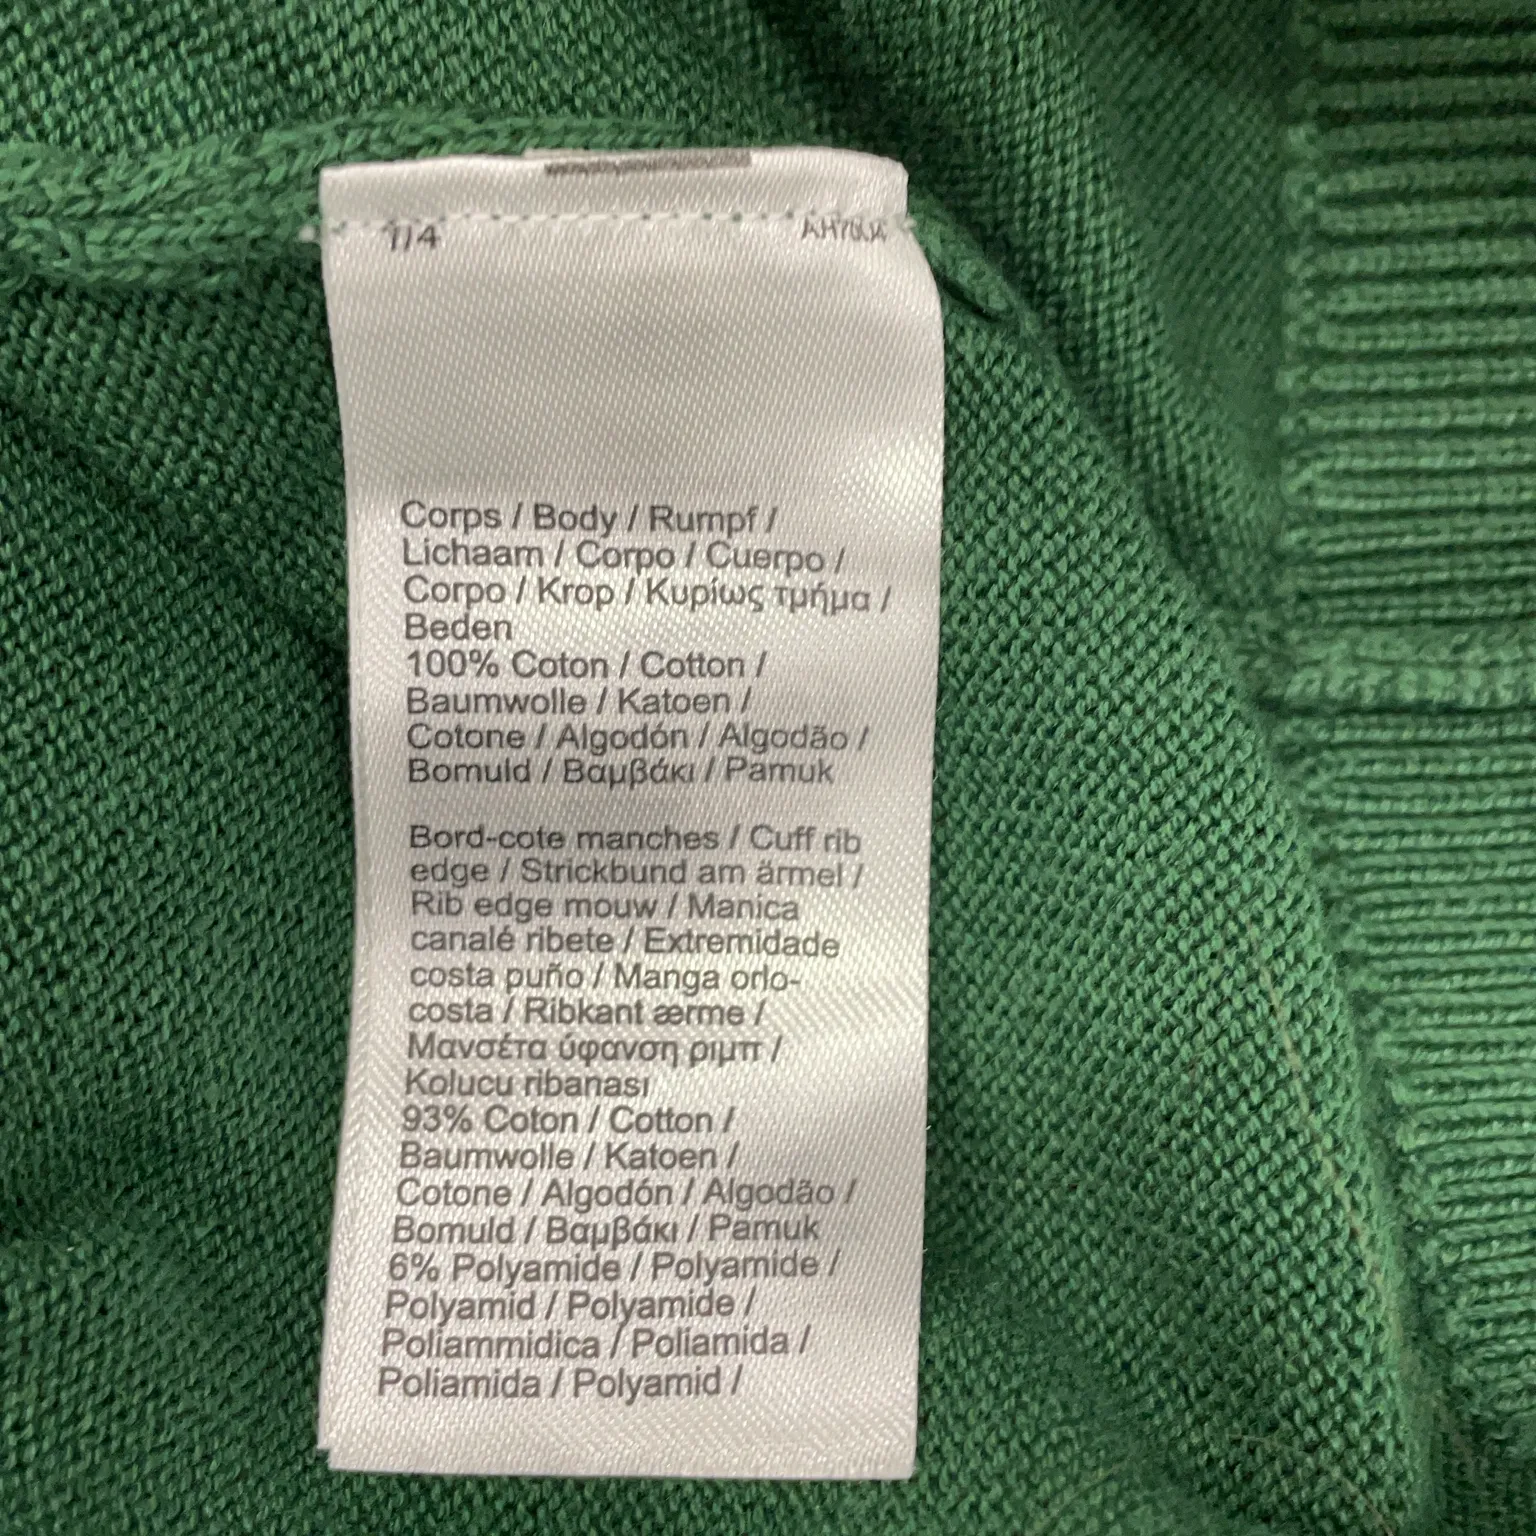 1/4
Corps / Body / Rumpf /
Lichaam / Corpo / Cuerpo /
Corpo / Krop / Κυρίως τμήμα /
Beden
100% Coton / Cotton /
Baumwolle / Katoen /
Cotone / Algodón / Algodão /
Bomuld / Βαμβάκι / Pamuk
Bord-cote manches / Cuff rib
edge / Strickbund am ärmel /
Rib edge mouw / Manica
canalé ribete / Extremidade
costa puño / Manga orlo-
costa / Ribkant ærme /
Μανσέτα ύφανση ριμπ /
Kolucu ribanası
93% Coton / Cotton /
Baumwolle / Katoen /
Cotone / Algodón / Algodão /
Bomuld / Βαμβάκι / Pamuk
6% Polyamide / Polyamide /
Polyamid / Polyamide /
Poliammidica / Poliamida /
Poliamida / Polyamid /